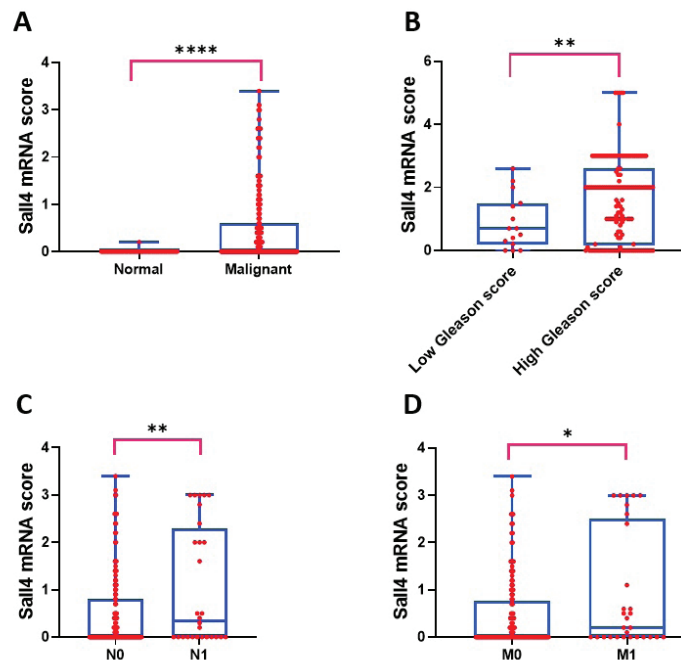 A
****
Sall4 mRNA score
4
3
2
1
0
Normal
Malignant
B
**
Sall4 mRNA score
6
4
2
0
Low Gleason score
High Gleason score
C
**
Sall4 mRNA score
4
3
2
1
0
N0
N1
D
*
Sall4 mRNA score
4
3
2
1
0
M0
M1